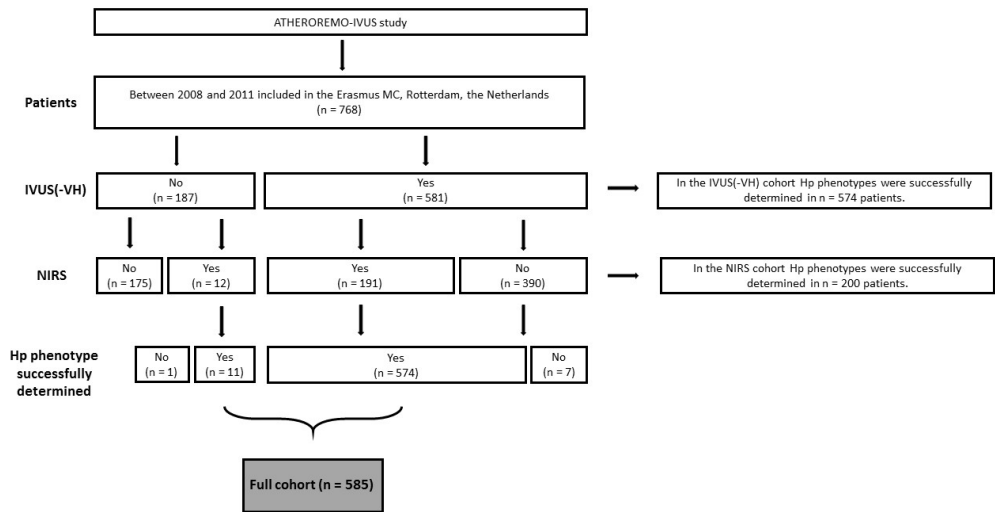 ATHEROREMO-IVUS study
Patients
Between 2008 and 2011 included in the Erasmus MC, Rotterdam, the Netherlands
(n = 768)
IVUS(-VH)
No
(n = 187)
Yes
(n = 581)
In the IVUS(-VH) cohort Hp phenotypes were successfully
determined in n = 574 patients.
NIRS
No
(n = 175)
Yes
(n = 12)
Yes
(n = 191)
No
(n = 390)
In the NIRS cohort Hp phenotypes were successfully
determined in n = 200 patients.
Hp phenotype
successfully
determined
No
(n = 1)
Yes
(n = 11)
Yes
(n = 574)
No
(n = 7)
Full cohort (n = 585)